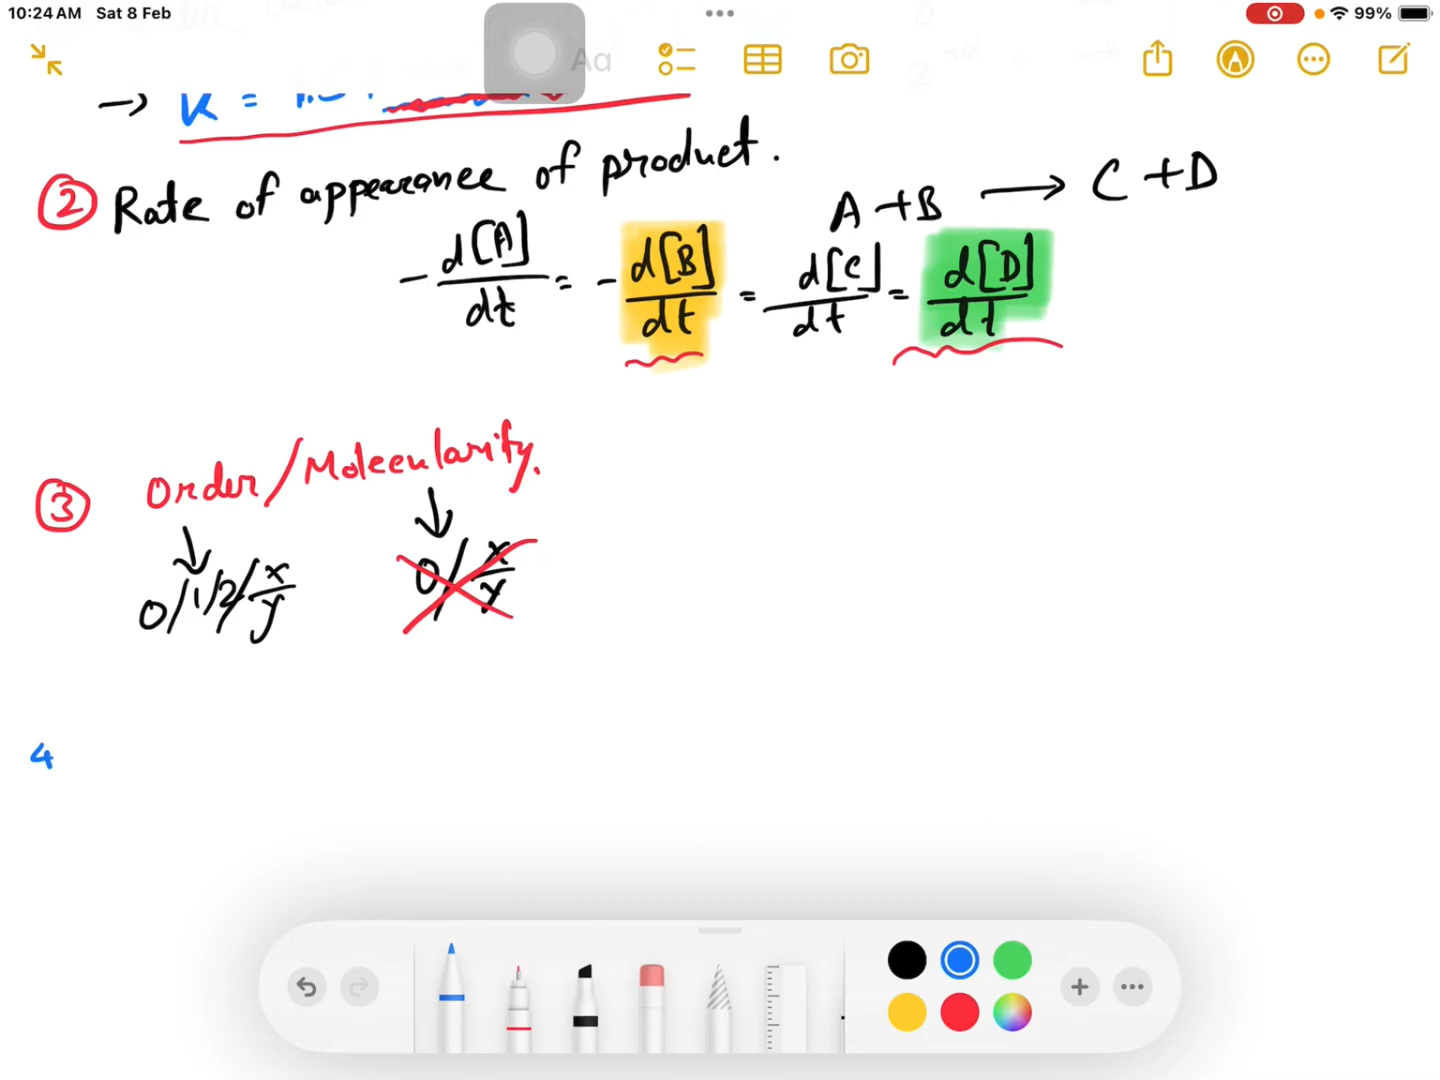 10:24 AM Sat 8 Feb 99%
Aa
→ K =
② Rate of appearance of product.
A + B → C + D
- d[A]/dt = - d[B]/dt = d[C]/dt = d[D]/dt
③ Order/Molecularity.
0/1/2/x/y 0/x/y
4